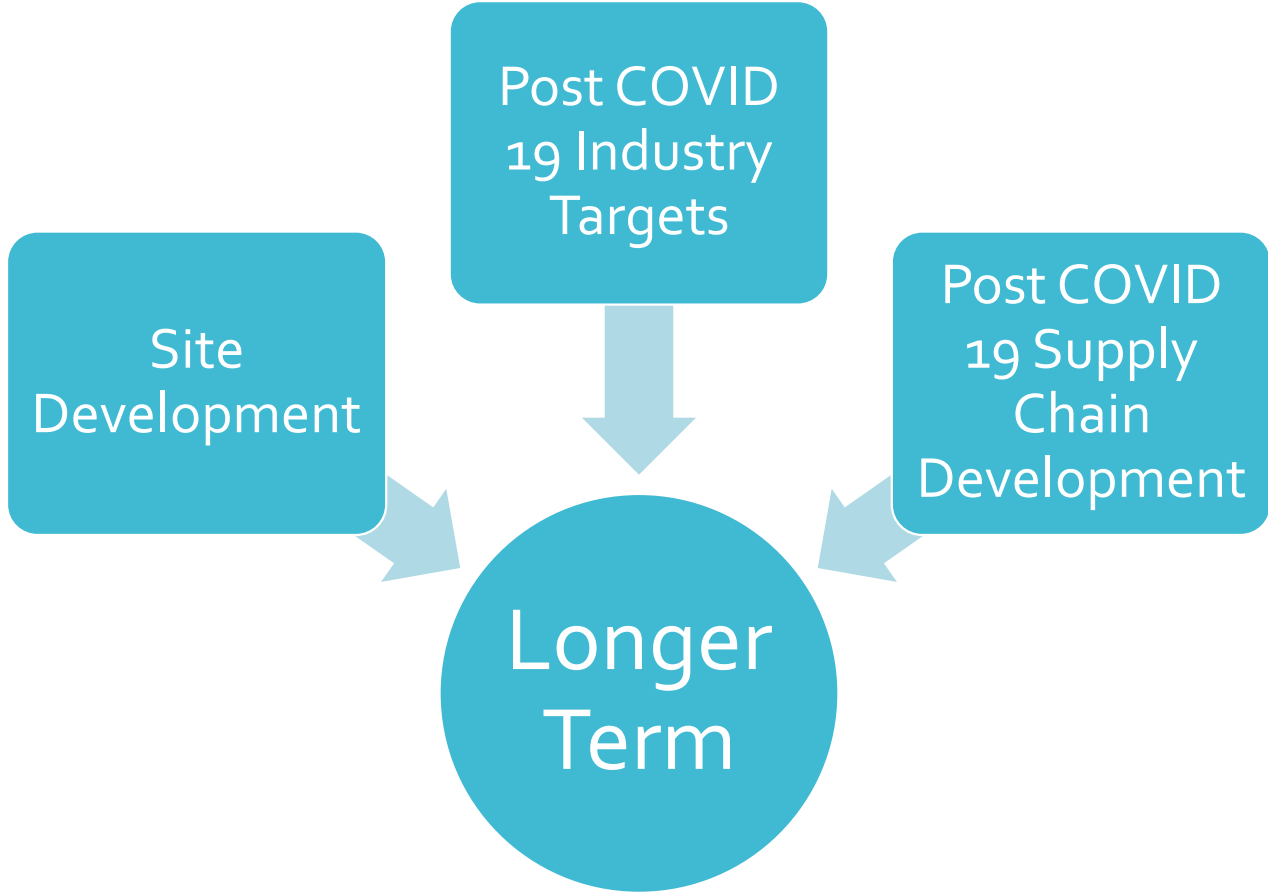 Post COVID
19 Industry
Targets
Site
Development
Post COVID
19 Supply
Chain
Development
Longer
Term